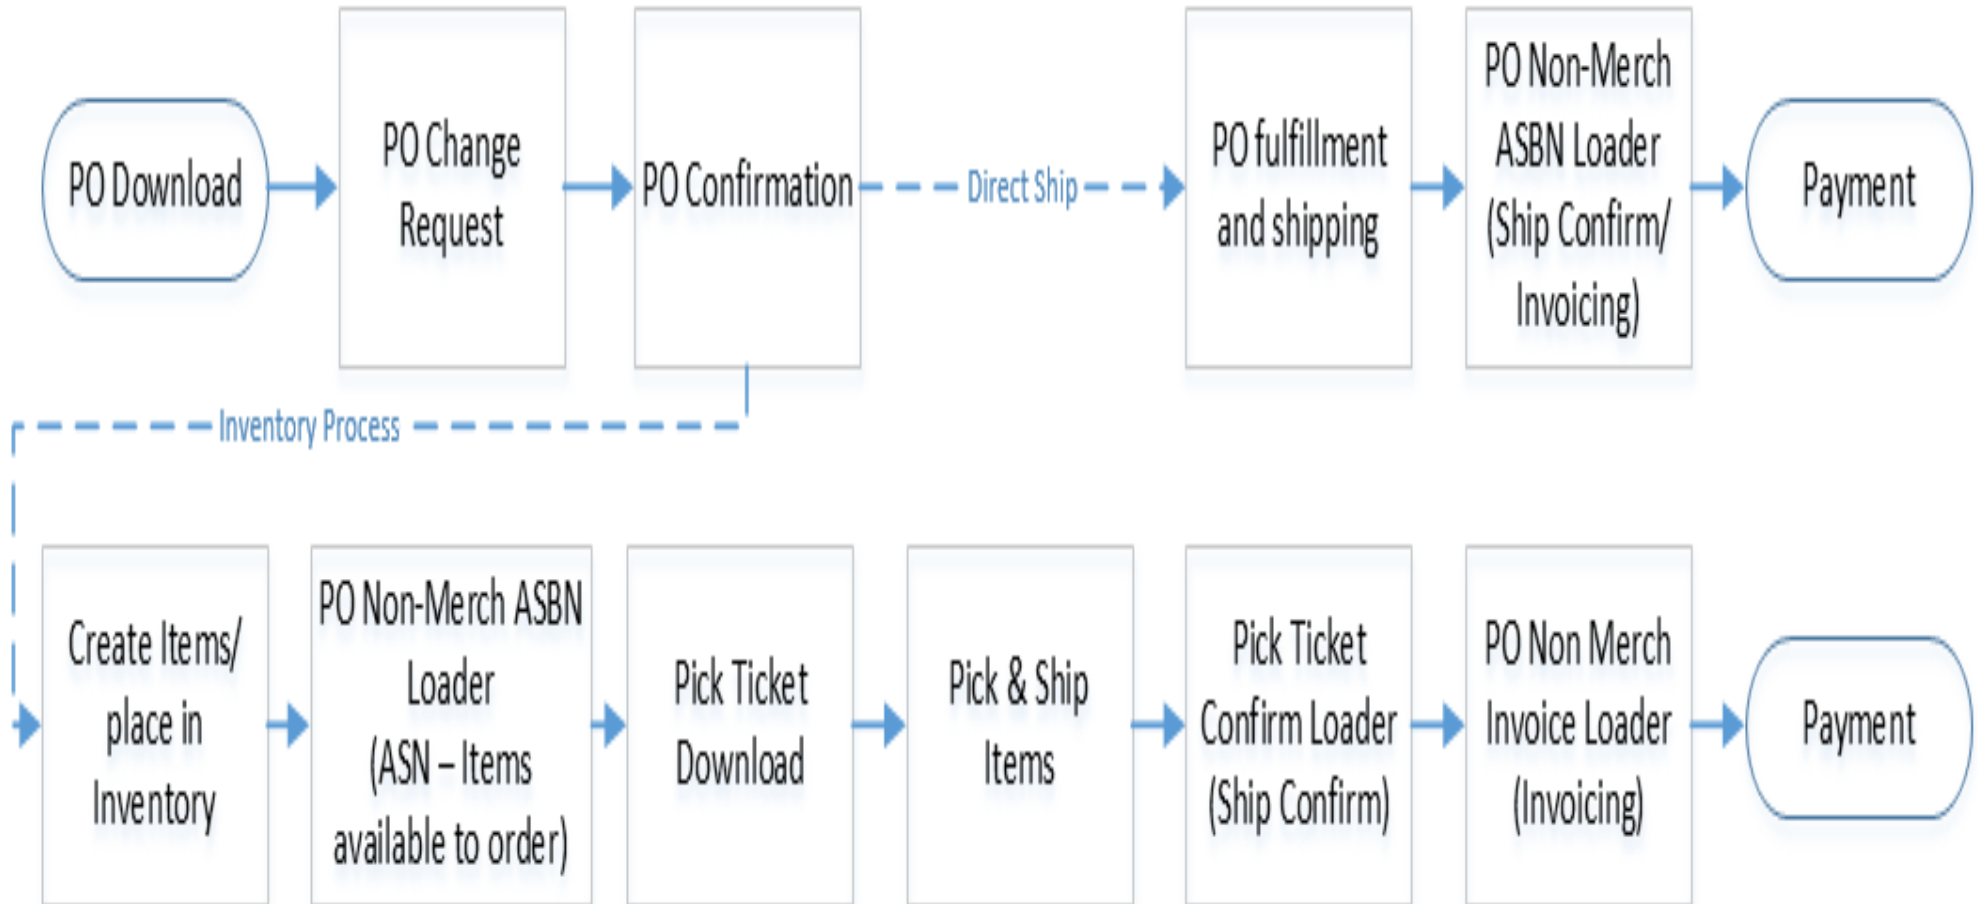 PO Download
PO Change
Request
PO Confirmation
Direct Ship
PO fulfillment
and shipping
PO Non-Merch
ASBN Loader
(Ship Confirm/
Invoicing)
Payment
Inventory Process
Create Items/
place in
Inventory
PO Non-Merch ASBN
Loader
(ASN – Items
available to order)
Pick Ticket
Download
Pick & Ship
Items
Pick Ticket
Confirm Loader
(Ship Confirm)
PO Non Merch
Invoice Loader
(Invoicing)
Payment